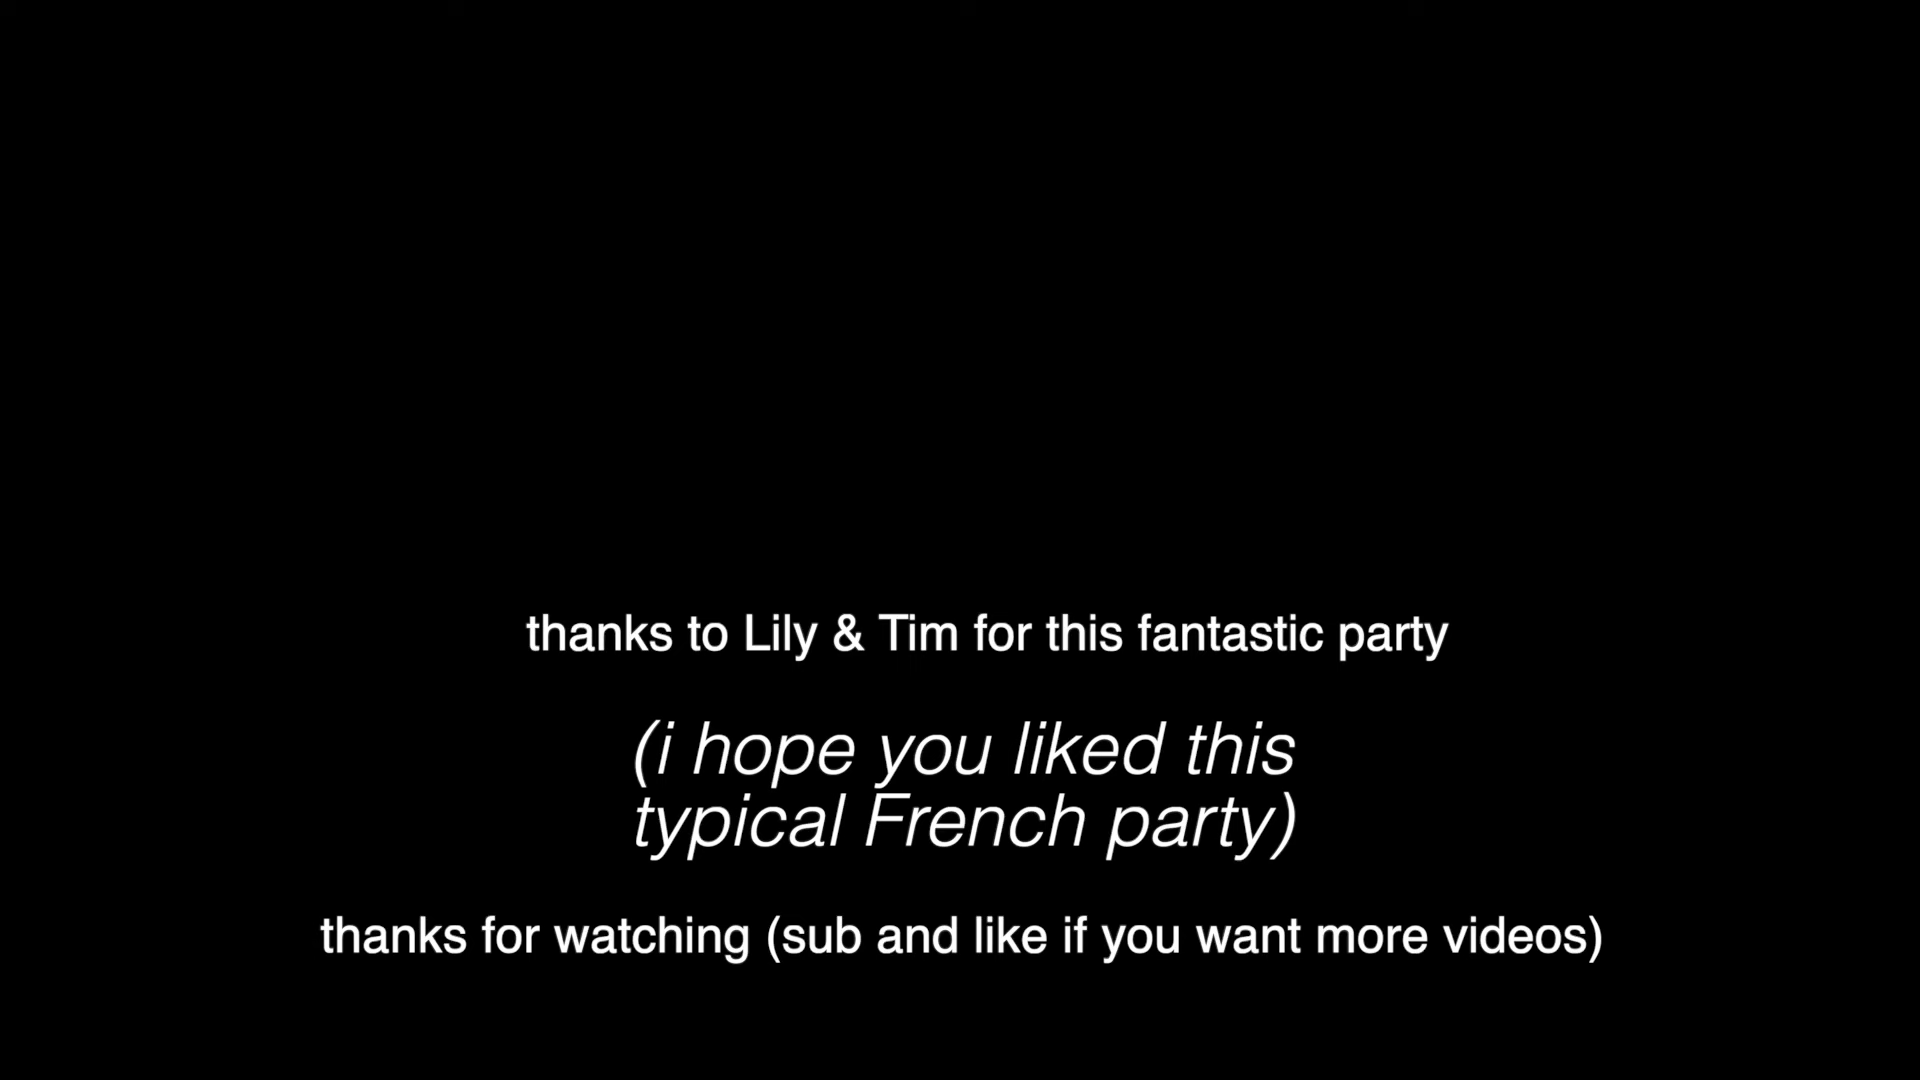 thanks to Lily & Tim for this fantastic party
(i hope you liked this
typical French party)
thanks for watching (sub and like if you want more videos)